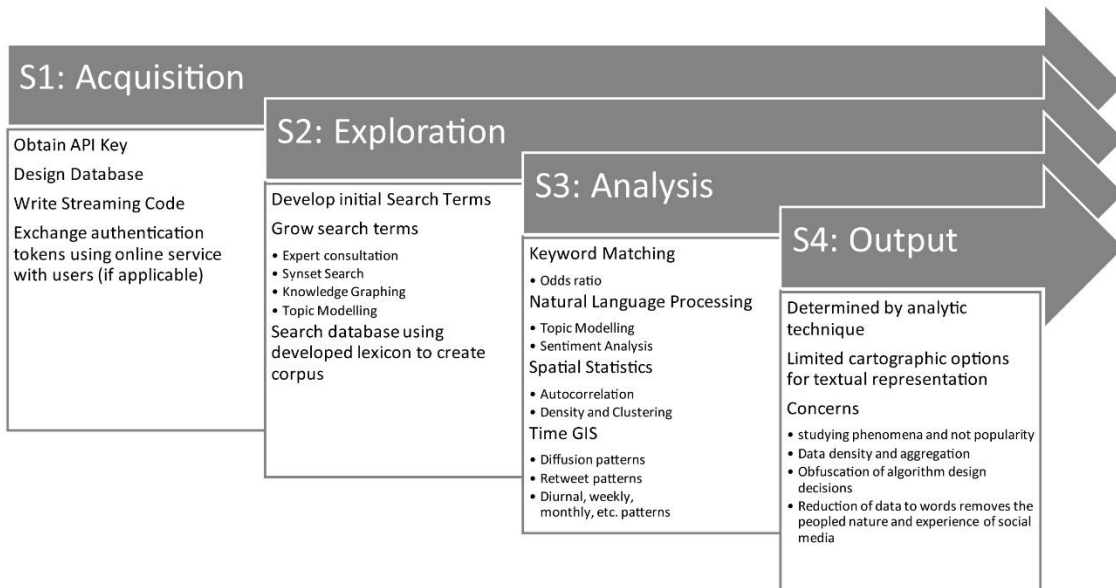 S1: Acquisition
Obtain API Key
Design Database
Write Streaming Code
Exchange authentication
tokens using online service
with users (if applicable)
S2: Exploration
Develop initial Search Terms
Grow search terms
• Expert consultation
• Synset Search
• Knowledge Graphing
• Topic Modelling
Search database using
developed lexicon to create
corpus
S3: Analysis
Keyword Matching
• Odds ratio
Natural Language Processing
• Topic Modelling
• Sentiment Analysis
Spatial Statistics
• Autocorrelation
• Density and Clustering
Time GIS
• Diffusion patterns
• Retweet patterns
• Diurnal, weekly,
monthly, etc. patterns
S4: Output
Determined by analytic
technique
Limited cartographic options
for textual representation
Concerns
• studying phenomena and not popularity
• Data density and aggregation
• Obfuscation of algorithm design
decisions
• Reduction of data to words removes the
peopled nature and experience of social
media